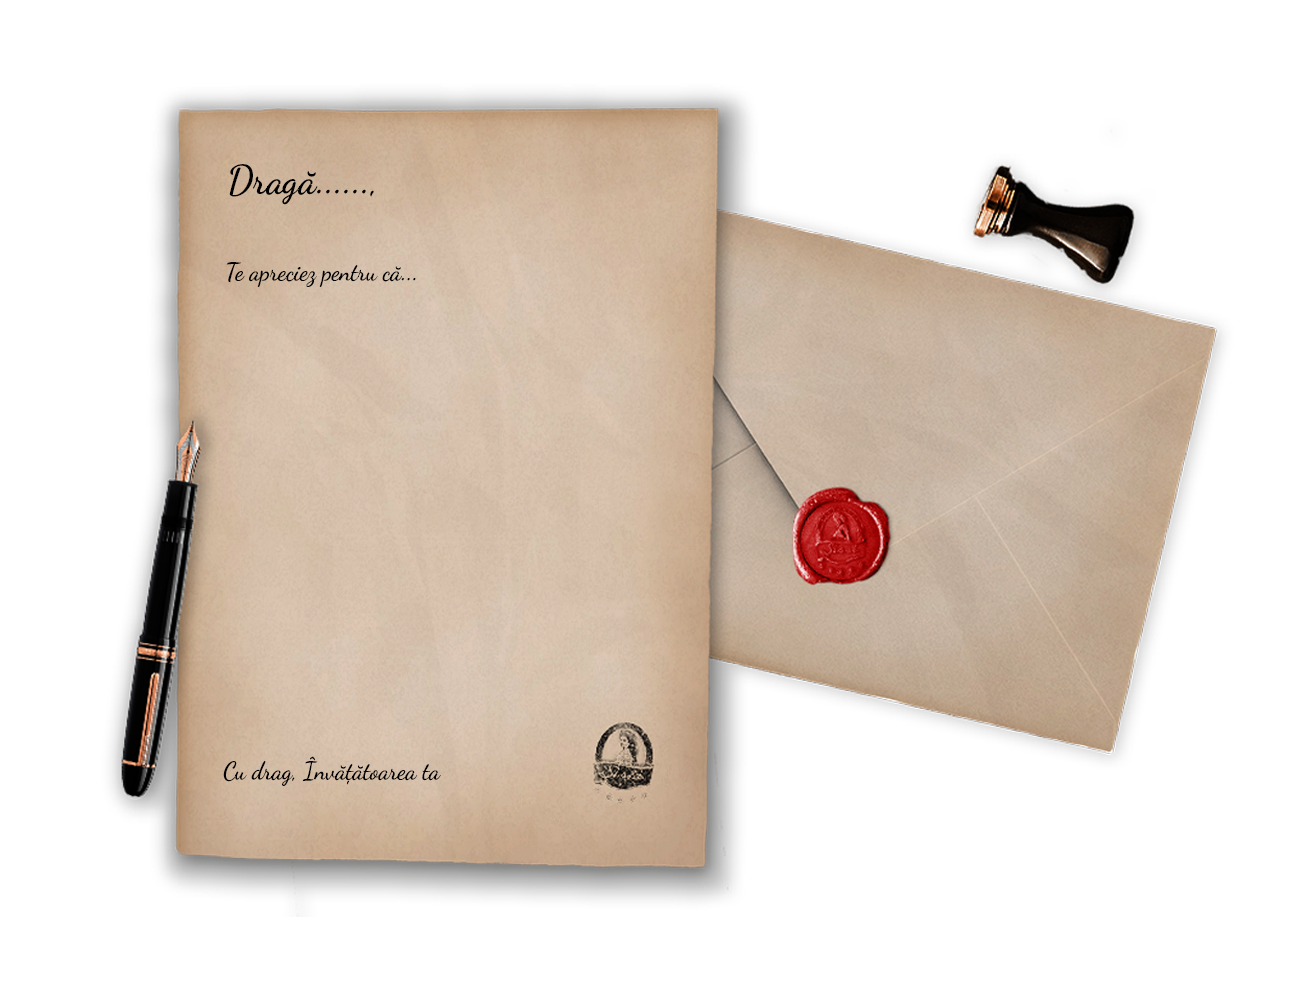 Dragă......,
Te apreciez pentru că...
Cu drag, Învățătoarea ta